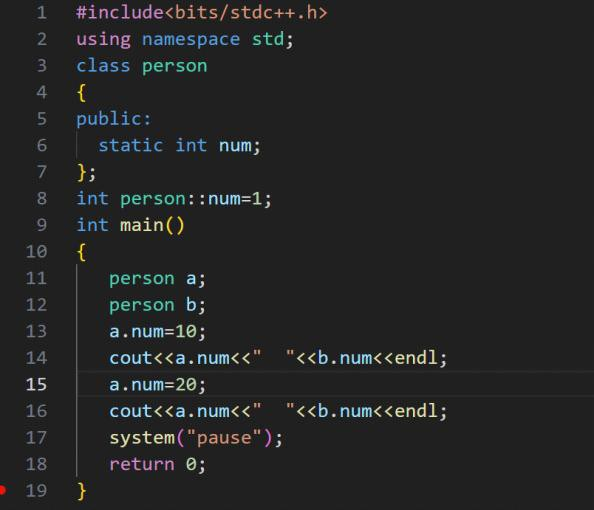 1 #include<bits/stdc++.h>
2 using namespace std;
3 class person
4 {
5 public:
6   static int num;
7 };
8 int person::num=1;
9 int main()
10 {
11    person a;
12    person b;
13    a.num=10;
14    cout<<a.num<<"  "<<b.num<<endl;
15    a.num=20;
16    cout<<a.num<<"  "<<b.num<<endl;
17    system("pause");
18    return 0;
19 }